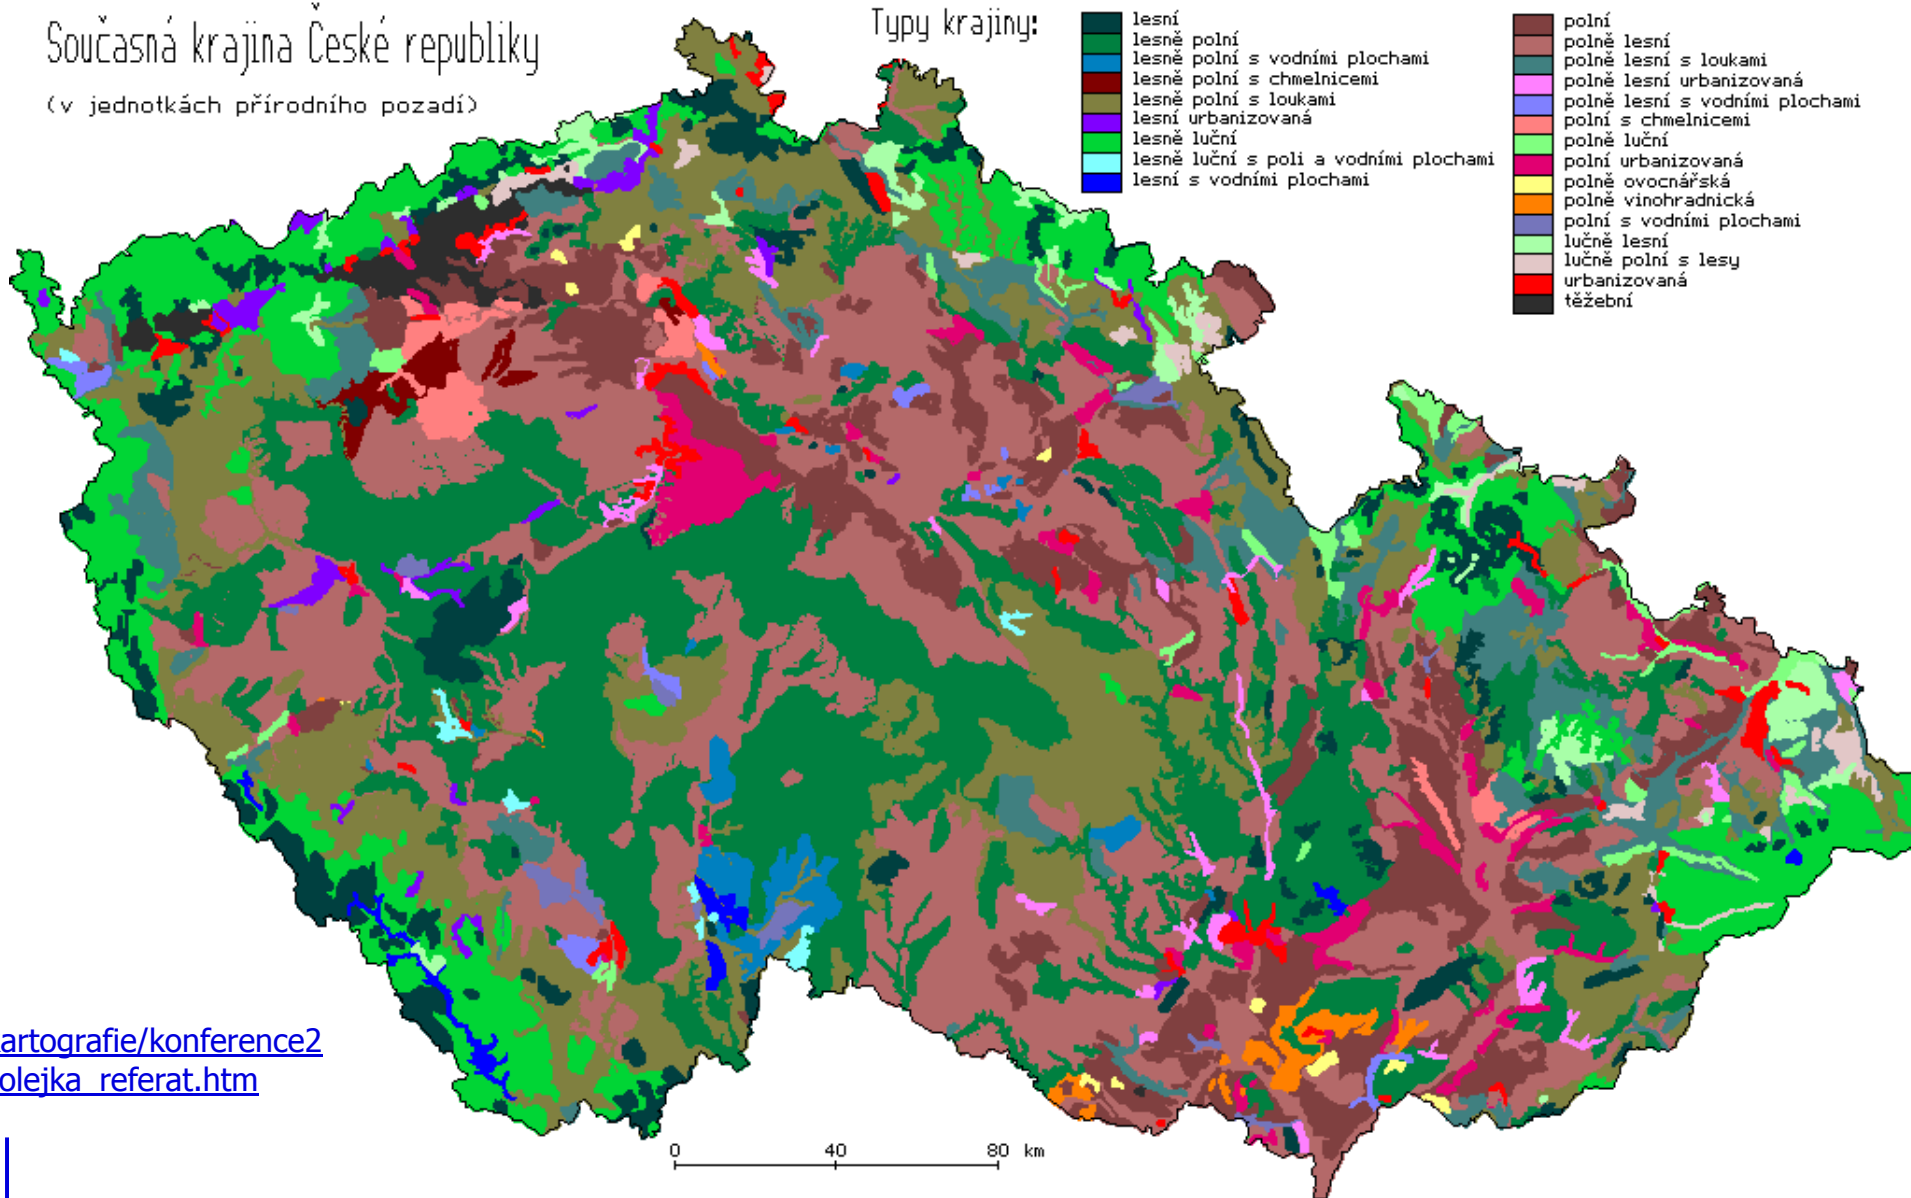 Současná krajina České republiky
(v jednotkách přírodního pozadí)
Typy krajiny:
lesní
lesně polní
lesně polní s vodními plochami
lesně polní s chmelnicemi
lesně polní s loukami
lesní urbanizovaná
lesně luční
lesně luční s poli a vodními plochami
lesní s vodními plochami
polní
polně lesní
polně lesní s loukami
polně lesní urbanizovaná
polně lesní s vodními plochami
polní s chmelnicemi
polně luční
polní urbanizovaná
polně ovocnářská
polně vinohradnická
polní s vodními plochami
lučně lesní
lučně polní s lesy
urbanizovaná
těžební
artografie/konference2
olejka_referat.htm
0 40 80 km